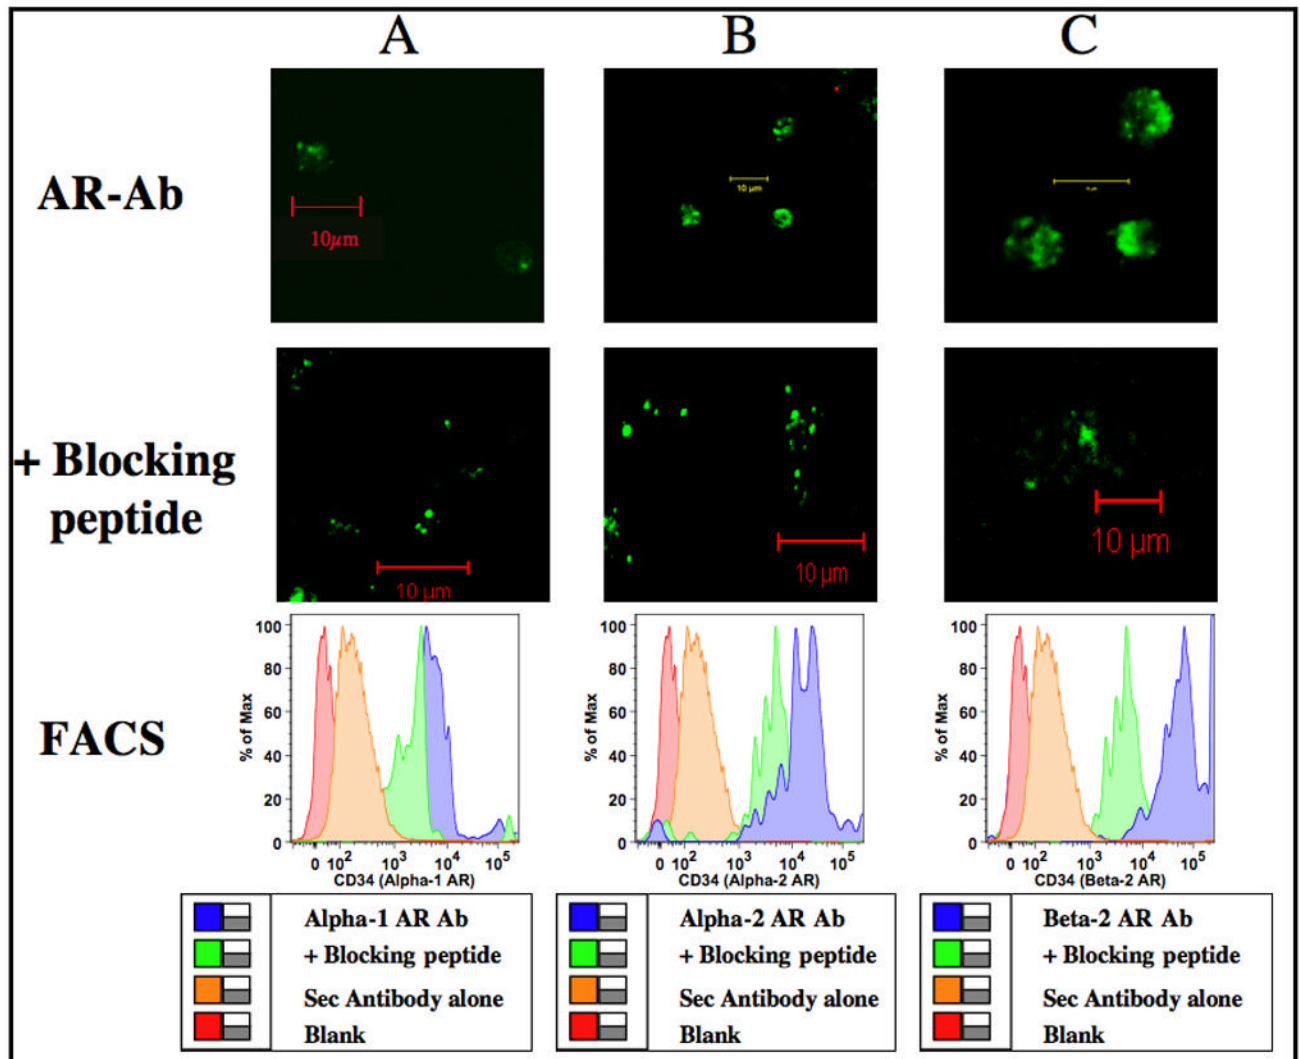 A B C
AR-Ab
10µm
10 µm
+ Blocking
peptide
10 µm
10 µm
10 µm
FACS
% of Max
100
80
60
40
20
0
0 10² 10³ 10⁴ 10⁵
CD34 (Alpha-1 AR)
% of Max
100
80
60
40
20
0
0 10² 10³ 10⁴ 10⁵
CD34 (Alpha-2 AR)
% of Max
100
80
60
40
20
0
0 10² 10³ 10⁴ 10⁵
CD34 (Beta-2 AR)
Alpha-1 AR Ab
+ Blocking peptide
Sec Antibody alone
Blank
Alpha-2 AR Ab
+ Blocking peptide
Sec Antibody alone
Blank
Beta-2 AR Ab
+ Blocking peptide
Sec Antibody alone
Blank